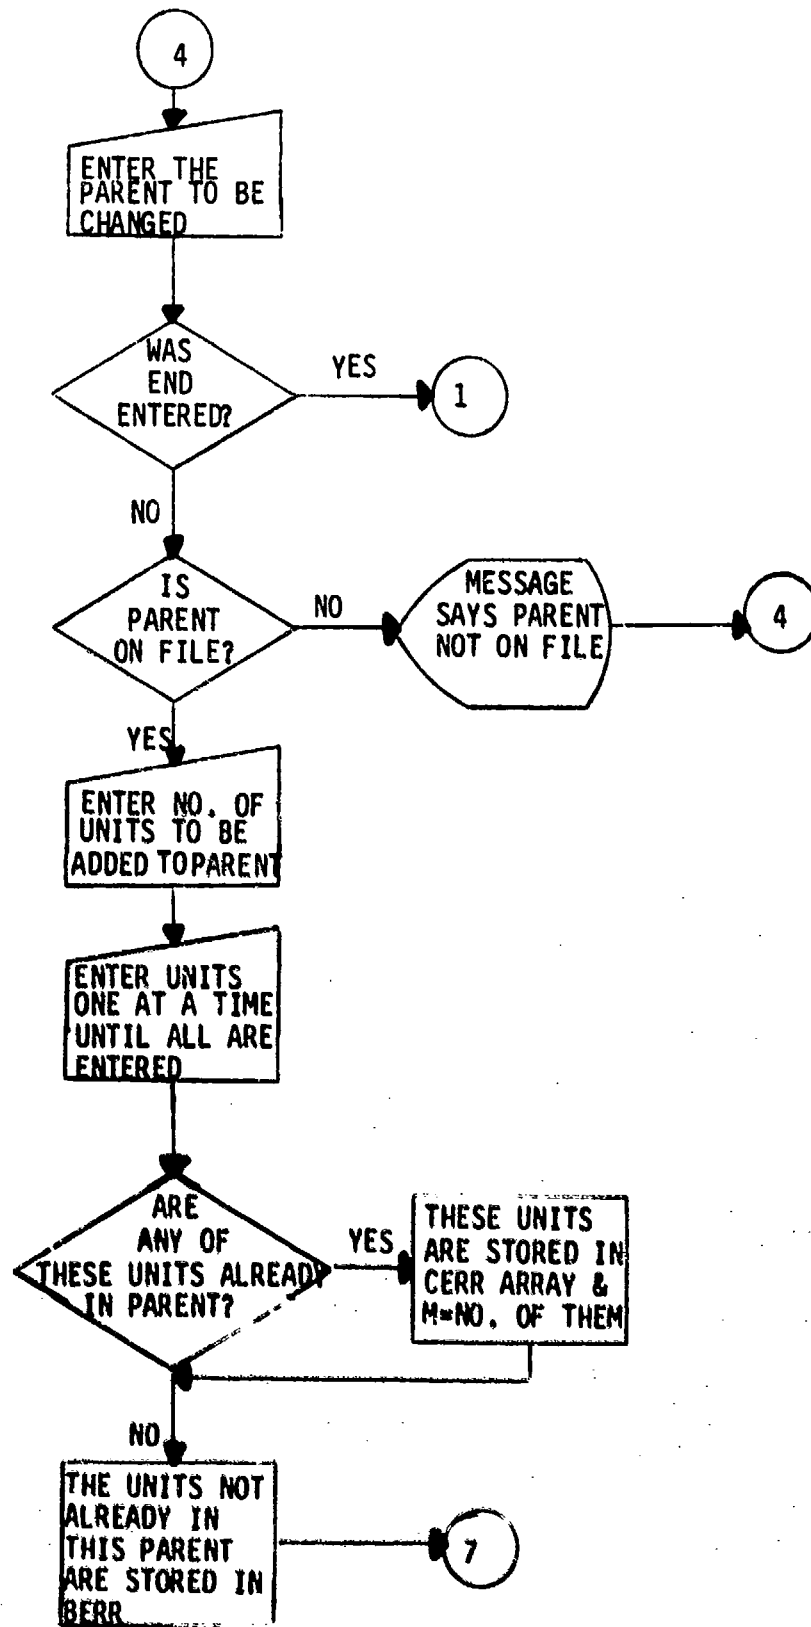 4
ENTER THE
PARENT TO BE
CHANGED
WAS
END
ENTERED?
YES
1
NO
IS
PARENT
ON FILE?
NO
MESSAGE
SAYS PARENT
NOT ON FILE
4
YES
ENTER NO. OF
UNITS TO BE
ADDED TO PARENT
ENTER UNITS
ONE AT A TIME
UNTIL ALL ARE
ENTERED
ARE
ANY OF
THESE UNITS ALREADY
IN PARENT?
YES
THESE UNITS
ARE STORED IN
CERR ARRAY &
M=NO. OF THEM
NO
THE UNITS NOT
ALREADY IN
THIS PARENT
ARE STORED IN
BERR
7